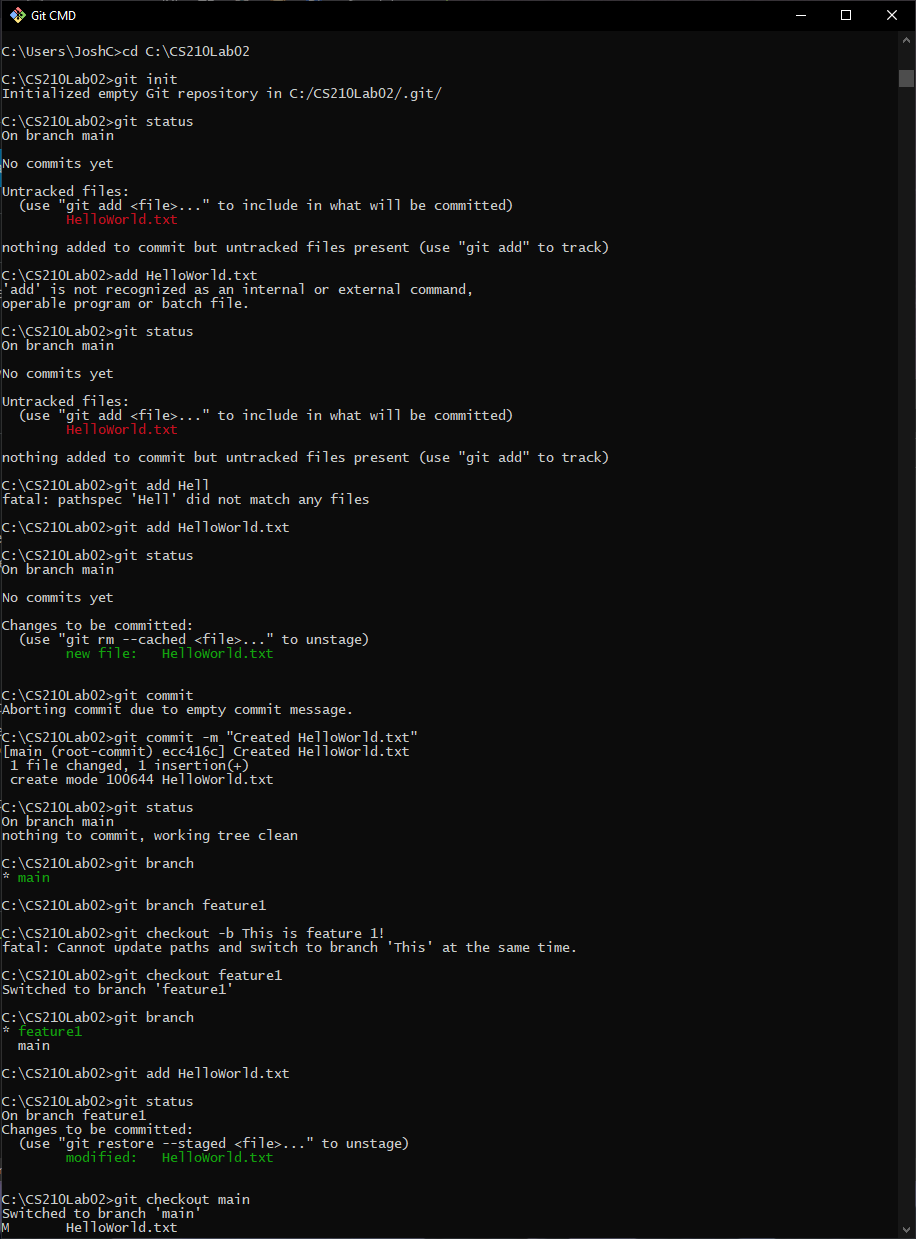 Git CMD
C:\Users\JoshC>cd C:\CS210Lab02
C:\CS210Lab02>git init
Initialized empty Git repository in C:/CS210Lab02/.git/
C:\CS210Lab02>git status
On branch main
No commits yet
Untracked files:
  (use "git add <file>..." to include in what will be committed)
        HelloWorld.txt
nothing added to commit but untracked files present (use "git add" to track)
C:\CS210Lab02>add HelloWorld.txt
'add' is not recognized as an internal or external command,
operable program or batch file.
C:\CS210Lab02>git status
On branch main
No commits yet
Untracked files:
  (use "git add <file>..." to include in what will be committed)
        HelloWorld.txt
nothing added to commit but untracked files present (use "git add" to track)
C:\CS210Lab02>git add Hell
fatal: pathspec 'Hell' did not match any files
C:\CS210Lab02>git add HelloWorld.txt
C:\CS210Lab02>git status
On branch main
No commits yet
Changes to be committed:
  (use "git rm --cached <file>..." to unstage)
        new file:   HelloWorld.txt
C:\CS210Lab02>git commit
Aborting commit due to empty commit message.
C:\CS210Lab02>git commit -m "Created HelloWorld.txt"
[main (root-commit) ecc416c] Created HelloWorld.txt
 1 file changed, 1 insertion(+)
 create mode 100644 HelloWorld.txt
C:\CS210Lab02>git status
On branch main
nothing to commit, working tree clean
C:\CS210Lab02>git branch
* main
C:\CS210Lab02>git branch feature1
C:\CS210Lab02>git checkout -b This is feature 1!
fatal: Cannot update paths and switch to branch 'This' at the same time.
C:\CS210Lab02>git checkout feature1
Switched to branch 'feature1'
C:\CS210Lab02>git branch
* feature1
  main
C:\CS210Lab02>git add HelloWorld.txt
C:\CS210Lab02>git status
On branch feature1
Changes to be committed:
  (use "git restore --staged <file>..." to unstage)
        modified:   HelloWorld.txt
C:\CS210Lab02>git checkout main
Switched to branch 'main'
M       HelloWorld.txt